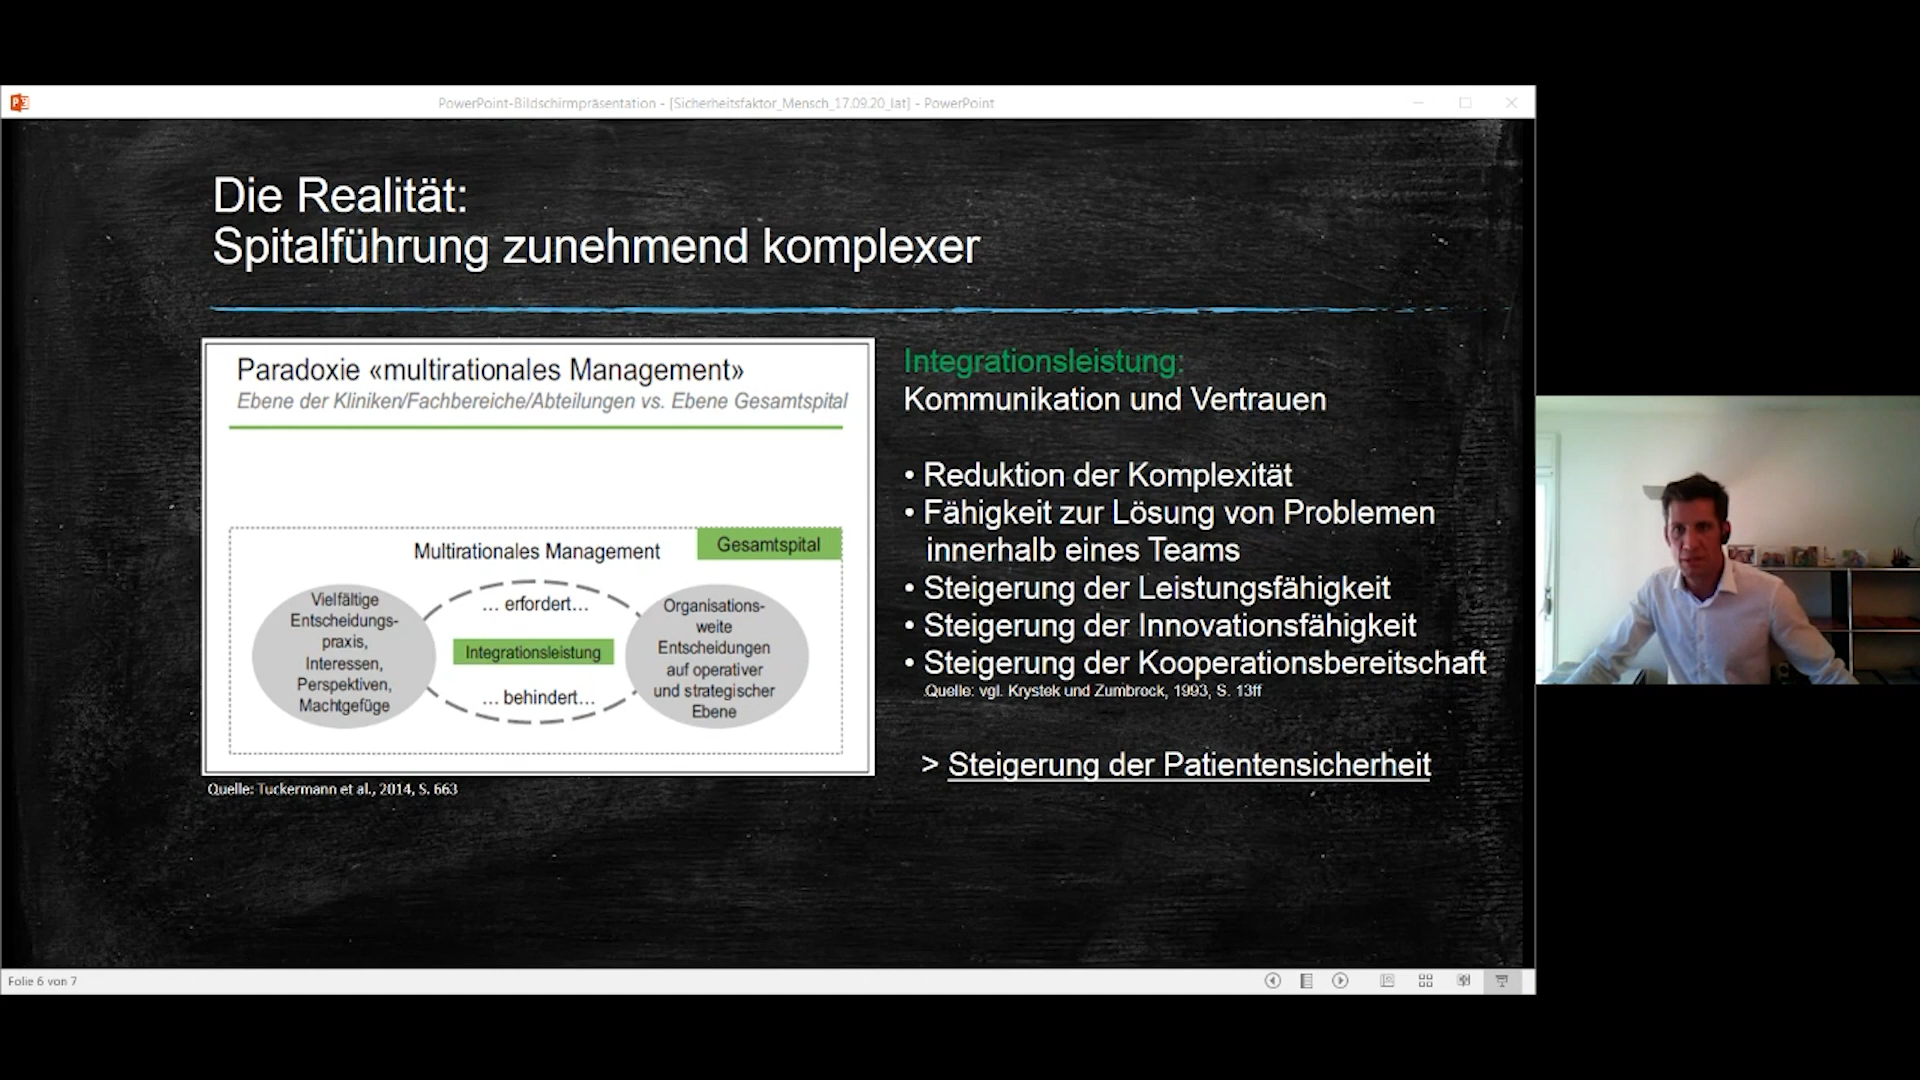 PowerPoint-Bildschirmpräsentation - [Sicherheitsfaktor_Mensch_17.09.20_lat] - PowerPoint
Die Realität:
Spitalführung zunehmend komplexer
Paradoxie «multirationales Management»
Ebene der Kliniken/Fachbereiche/Abteilungen vs. Ebene Gesamtspital
Multirationales Management
Gesamtspital
Vielfältige
Entscheidungs-
praxis,
Interessen,
Perspektiven,
Machtgefüge
... erfordert...
Integrationsleistung
... behindert...
Organisations-
weite
Entscheidungen
auf operativer
und strategischer
Ebene
Quelle: Tuckermann et al., 2014, S. 663
Integrationsleistung:
Kommunikation und Vertrauen
• Reduktion der Komplexität
• Fähigkeit zur Lösung von Problemen
innerhalb eines Teams
• Steigerung der Leistungsfähigkeit
• Steigerung der Innovationsfähigkeit
• Steigerung der Kooperationsbereitschaft
Quelle: vgl. Krystek und Zumbrock, 1993, S. 13ff
> Steigerung der Patientensicherheit
Folie 6 von 7